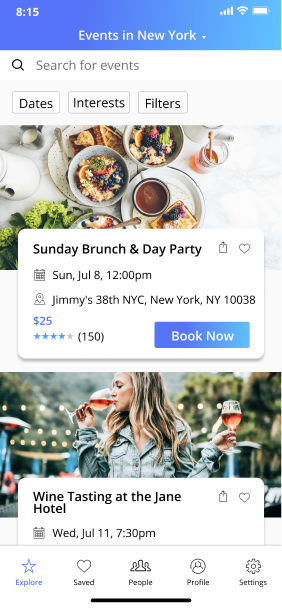 8:15
Events in New York
Search for events
Dates Interests Filters
Sunday Brunch & Day Party
Sun, Jul 8, 12:00pm
Jimmy's 38th NYC, New York, NY 10038
$25
(150)
Book Now
Wine Tasting at the Jane
Hotel
Wed, Jul 11, 7:30pm
Explore Saved People Profile Settings